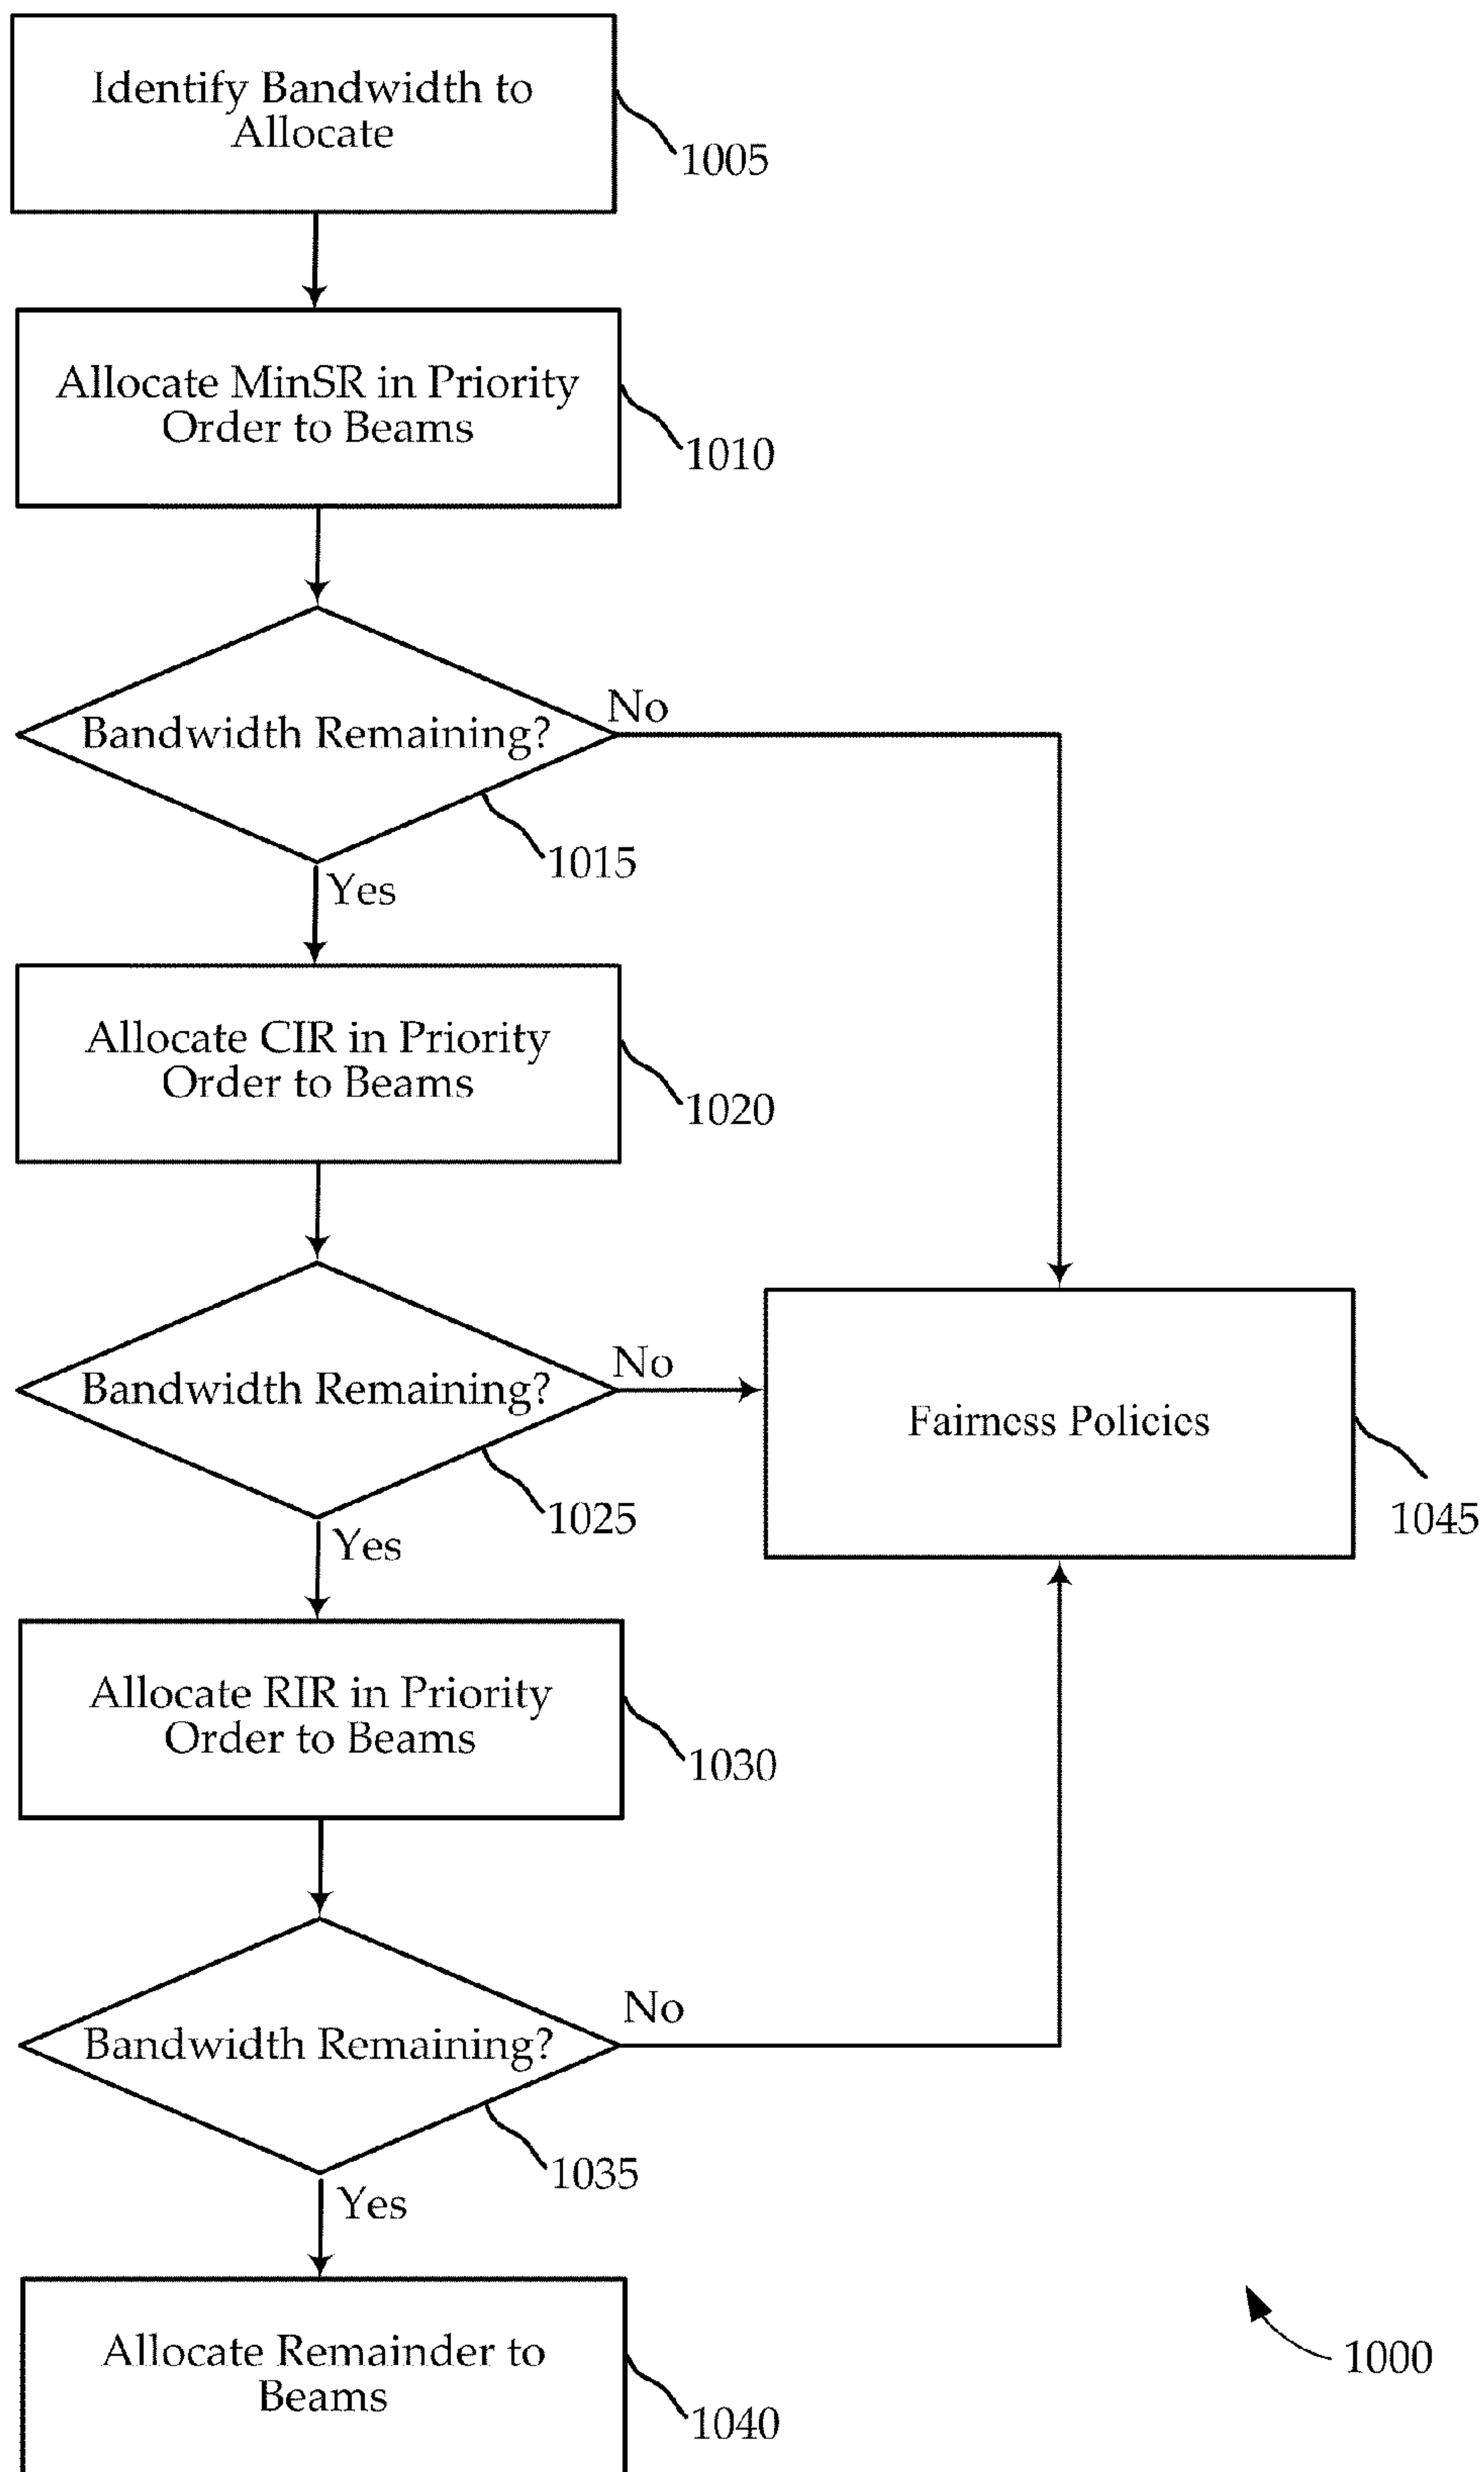 Identify Bandwidth to
Allocate
1005
Allocate MinSR in Priority
Order to Beams
1010
No
Bandwidth Remaining?
1015
Yes
Allocate CIR in Priority
Order to Beams
1020
No
Bandwidth Remaining?
Fairness Policies
1025
1045
Yes
Allocate RIR in Priority
Order to Beams
1030
No
Bandwidth Remaining?
1035
Yes
Allocate Remainder to
Beams
1040
1000